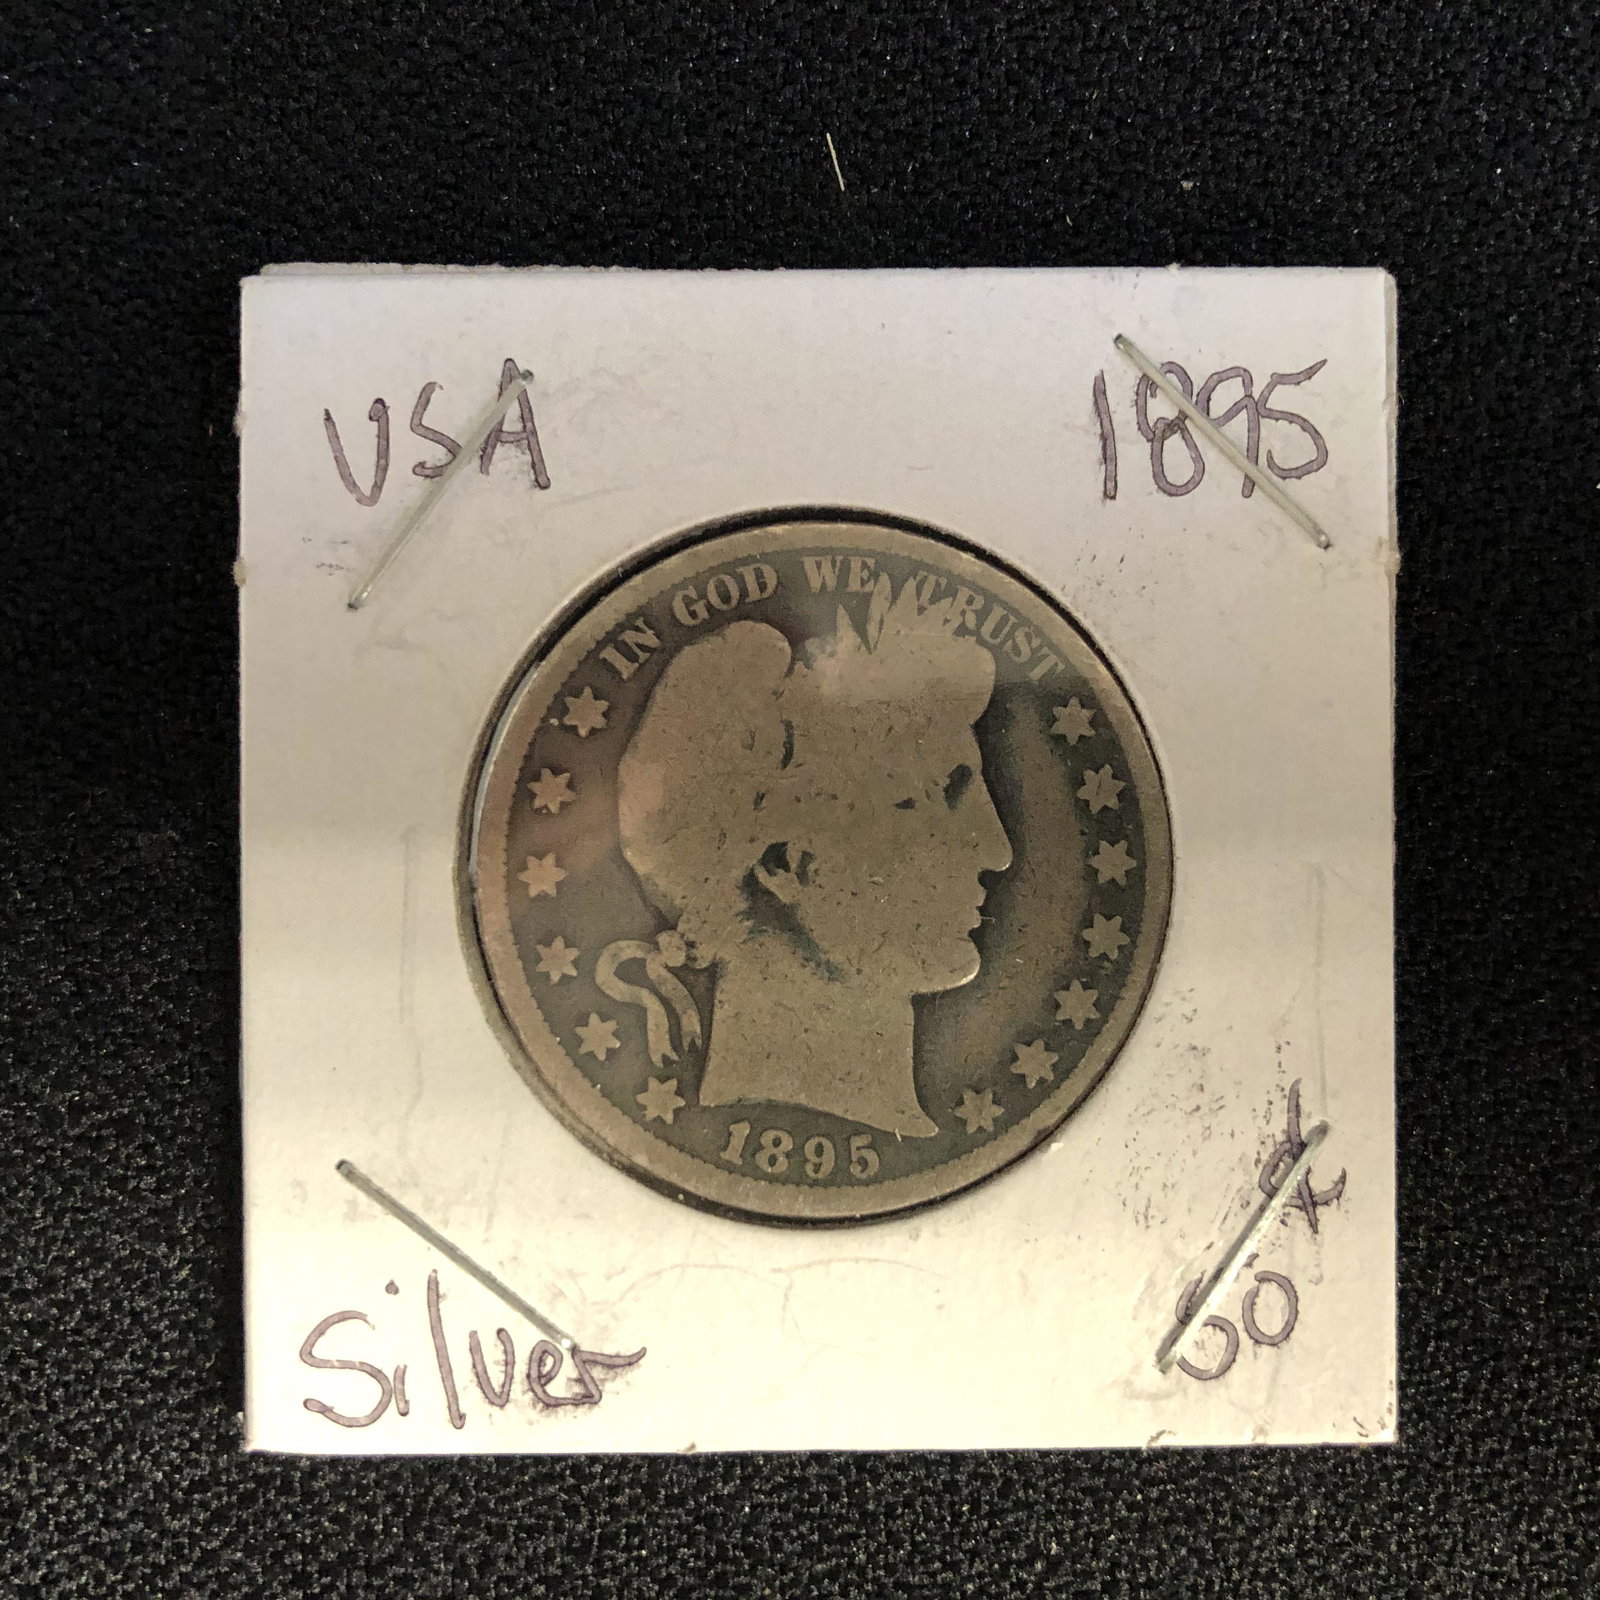 USA
1895
IN GOD WE TRUST
1895
Silver
50 ¢